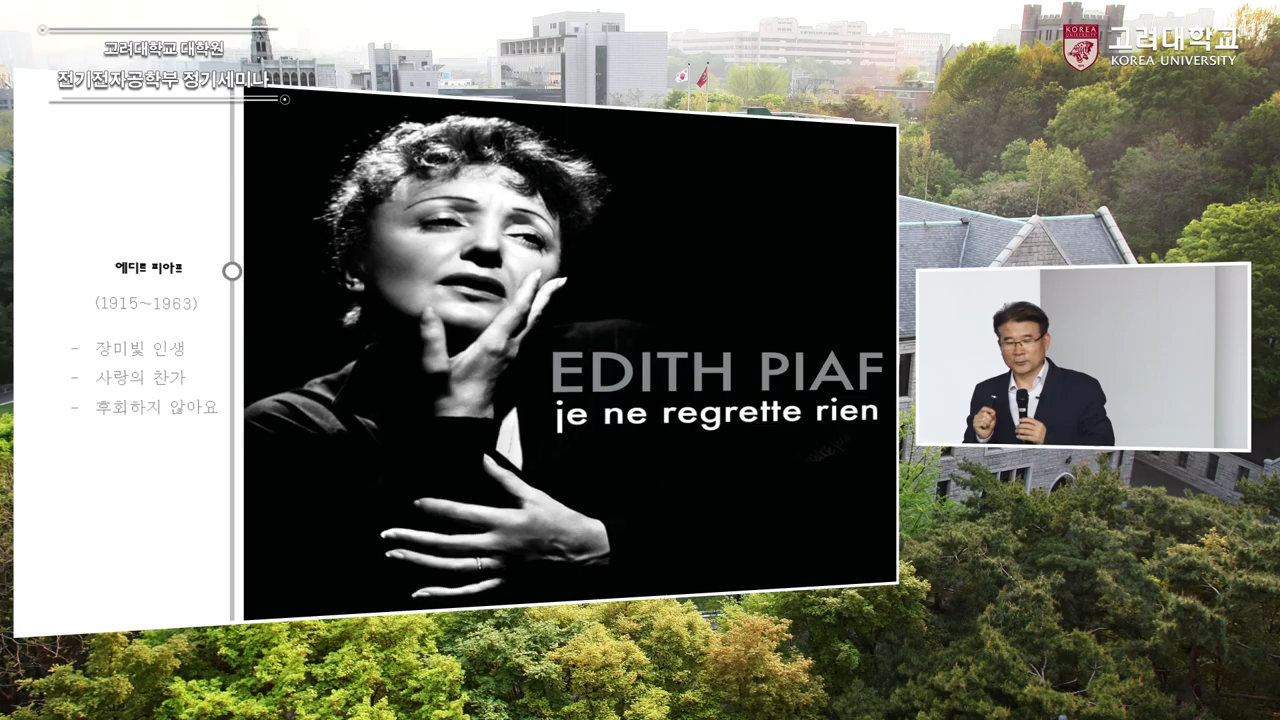 고려대학교 대학원
전기전자공학부 정기세미나
KOREA
UNIVERSITY
고려대학교
KOREA UNIVERSITY
에디트 피아프
(1915~1963)
- 장미빛 인생
- 사랑의 찬가
- 후회하지 않아요
EDITH PIAF
je ne regrette rien